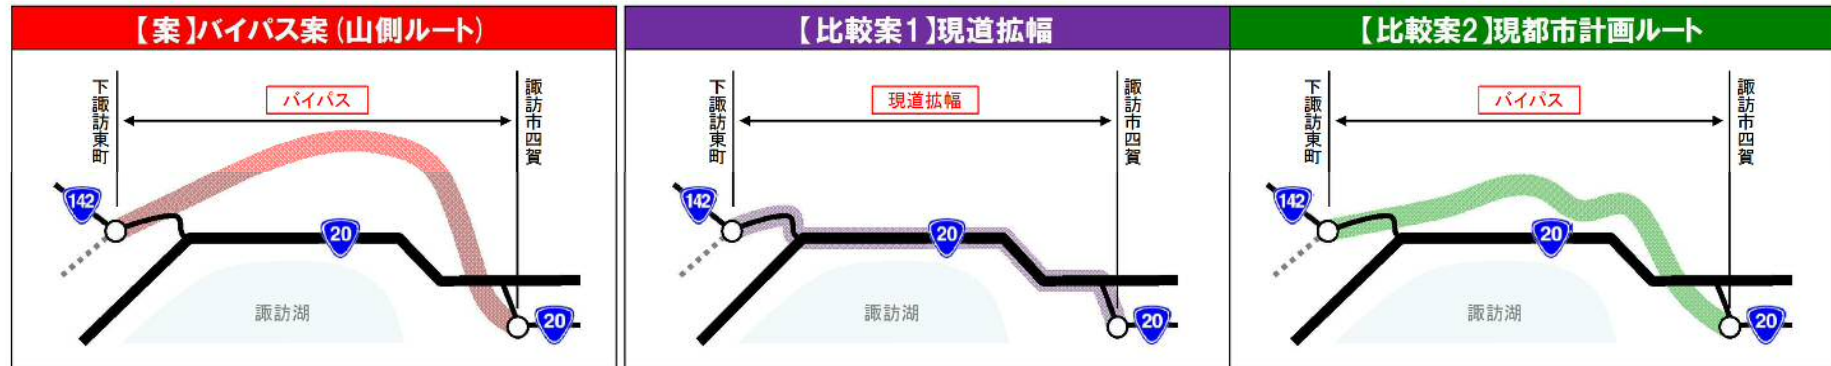 【案】バイパス案(山側ルート)
下諏訪東町
バイパス
諏訪市四賀
142
20
諏訪湖
20
【比較案1】現道拡幅
下諏訪東町
現道拡幅
諏訪市四賀
142
20
諏訪湖
20
【比較案2】現都市計画ルート
下諏訪東町
バイパス
諏訪市四賀
142
20
諏訪湖
20